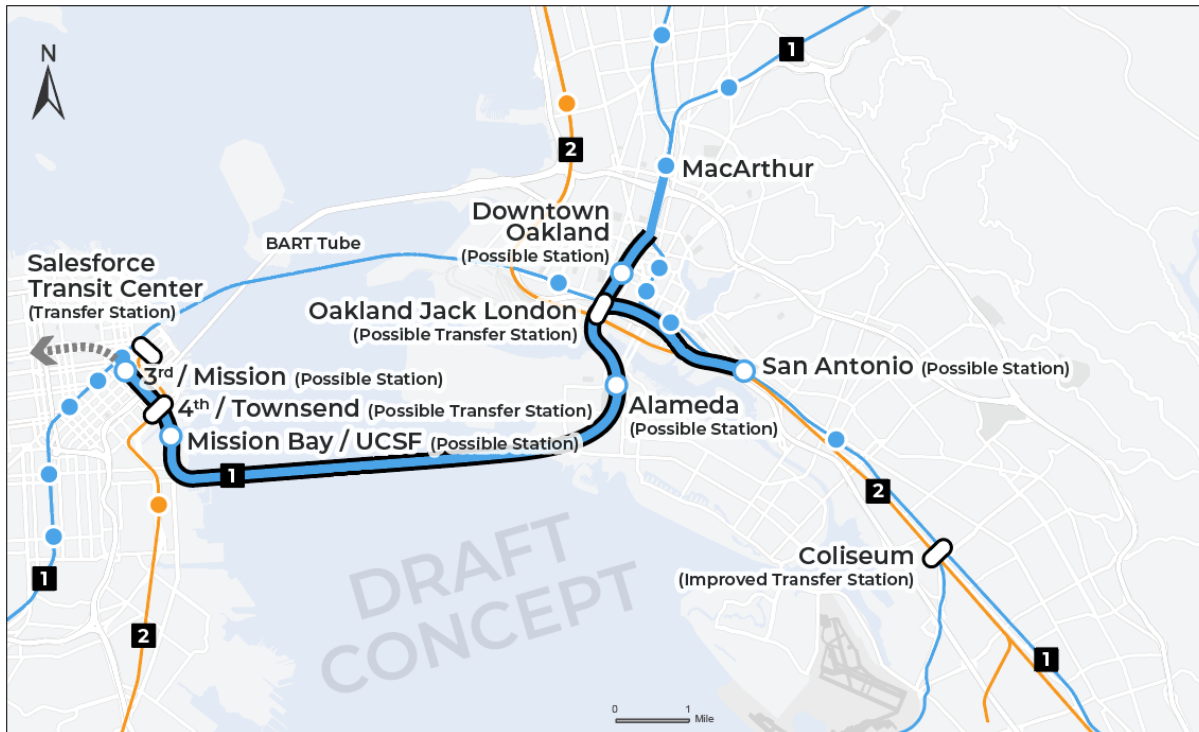 N
1
2
MacArthur
Downtown
Oakland
(Possible Station)
BART Tube
Salesforce
Transit Center
(Transfer Station)
Oakland Jack London
(Possible Transfer Station)
3rd / Mission (Possible Station)
San Antonio (Possible Station)
4th / Townsend (Possible Transfer Station)
Alameda
(Possible Station)
Mission Bay / UCSF (Possible Station)
1
2
DRAFT
CONCEPT
Coliseum
(Improved Transfer Station)
1
2
1
0 1
Mile